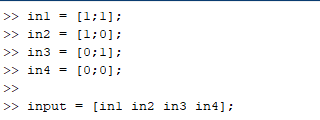 >> in1 = [1;1];
>> in2 = [1;0];
>> in3 = [0;1];
>> in4 = [0;0];
>>
>> input = [in1 in2 in3 in4];